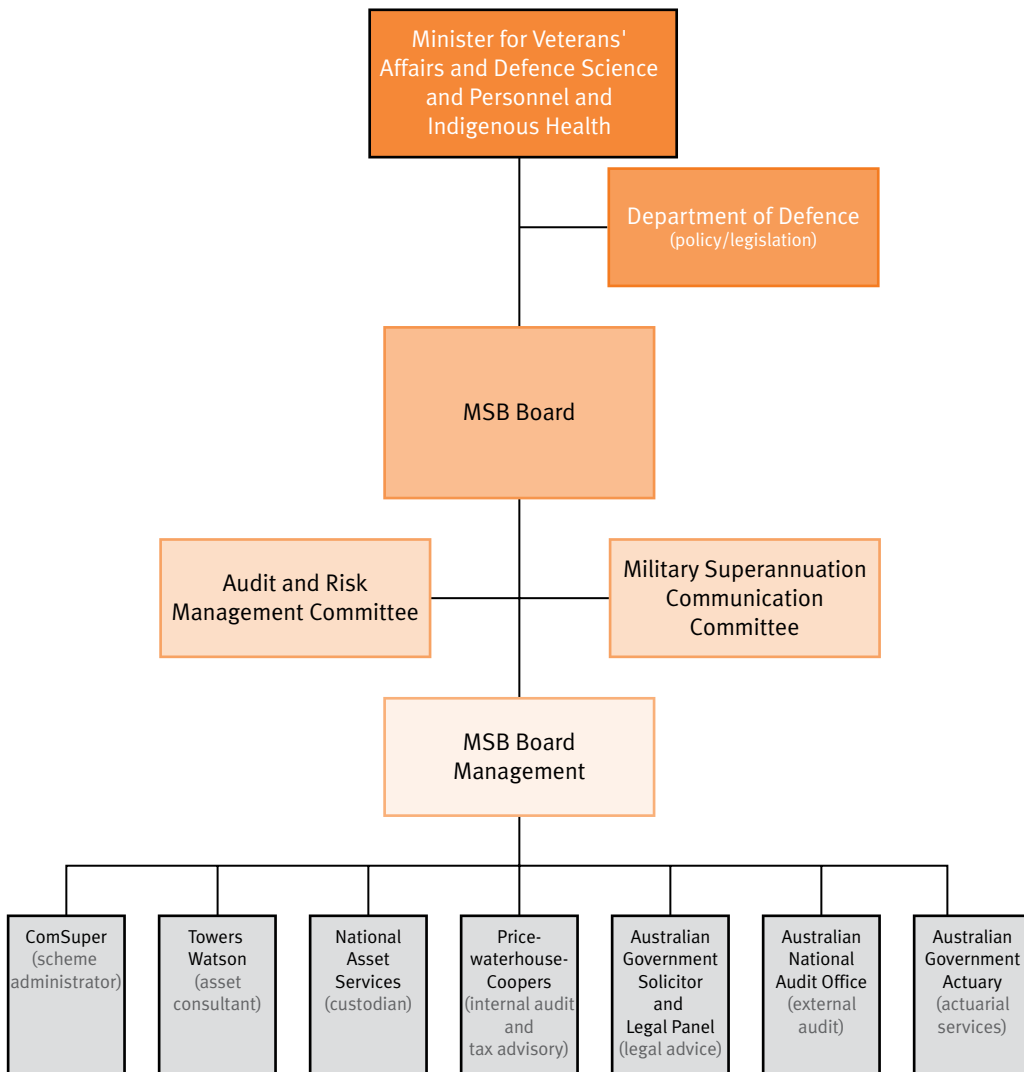 Minister for Veterans'
Affairs and Defence Science
and Personnel and
Indigenous Health
Department of Defence
(policy/legislation)
MSB Board
Audit and Risk
Management Committee
Military Superannuation
Communication
Committee
MSB Board
Management
ComSuper
(scheme
administrator)
Towers
Watson
(asset
consultant)
National
Asset
Services
(custodian)
Price-
waterhouse-
Coopers
(internal audit
and
tax advisory)
Australian
Government
Solicitor
and
Legal Panel
(legal advice)
Australian
National
Audit Office
(external
audit)
Australian
Government
Actuary
(actuarial
services)